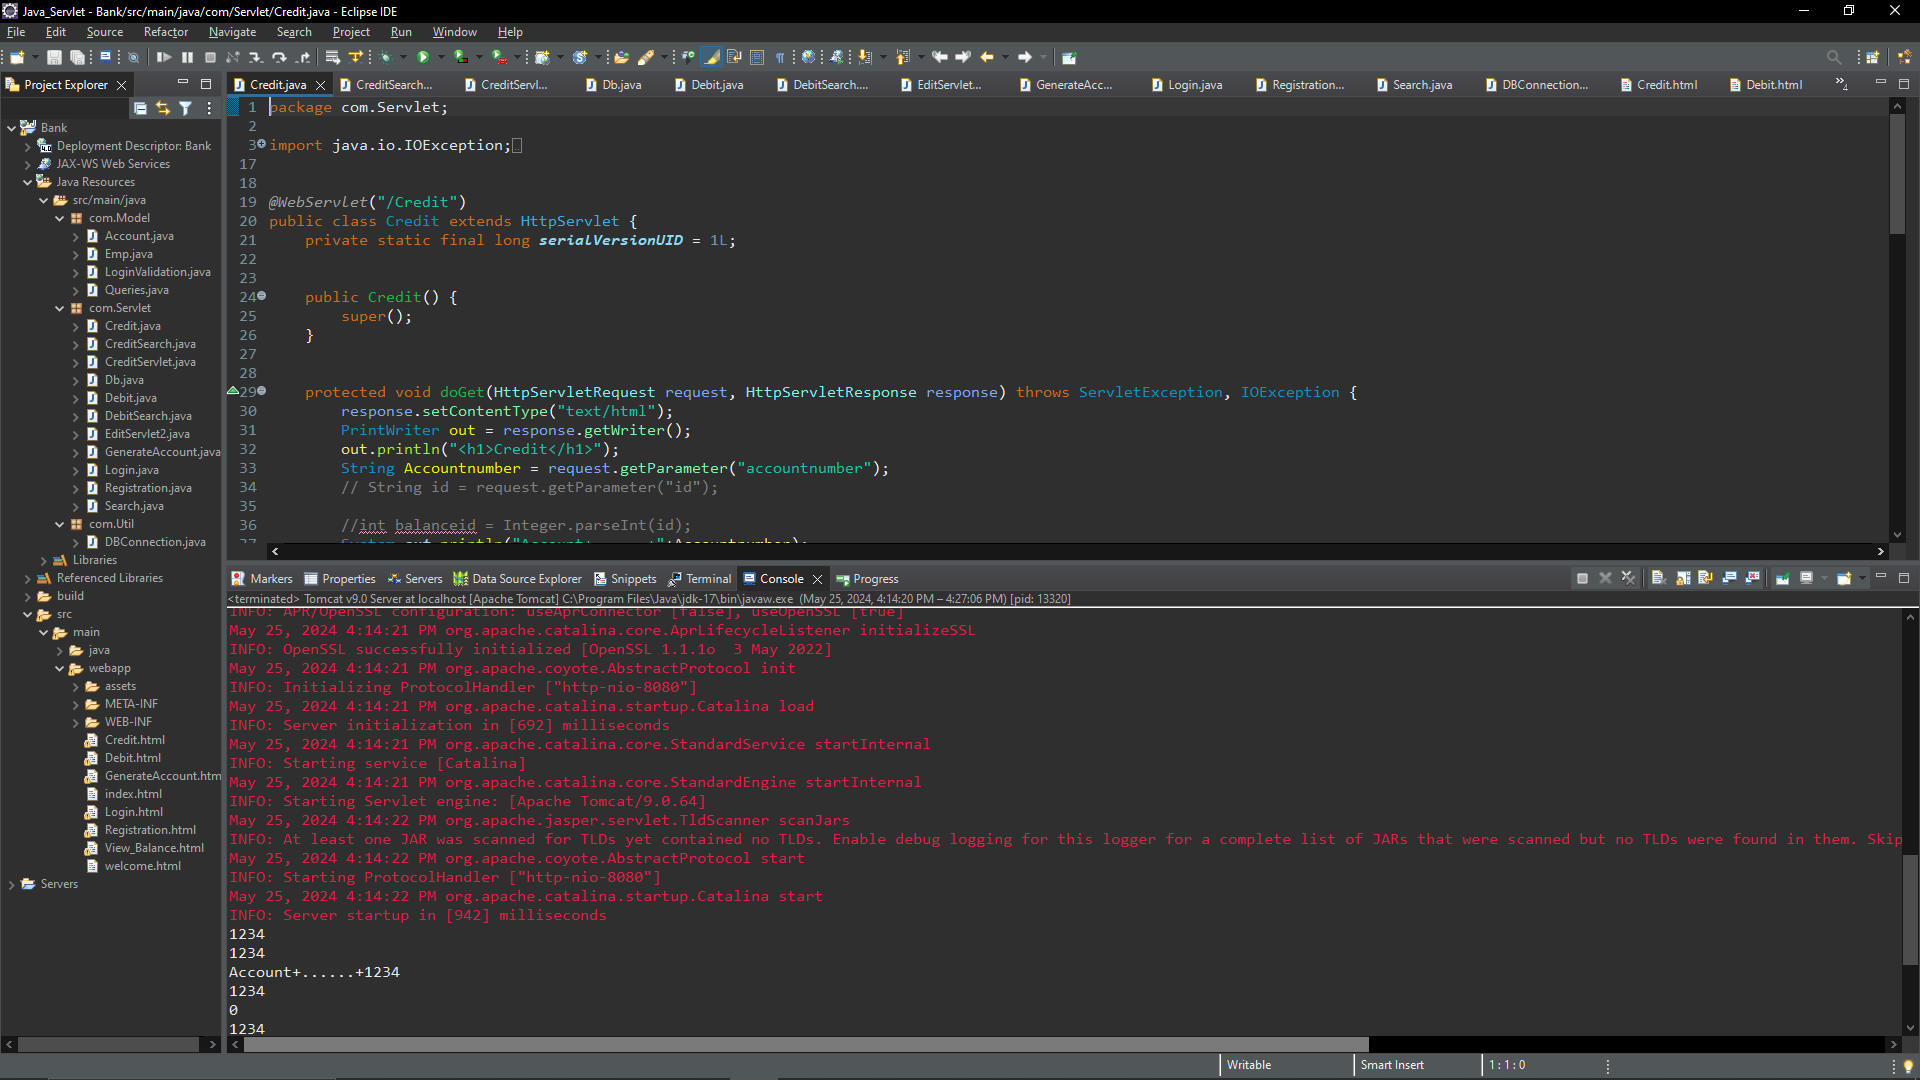 Java_Servlet - Bank/src/main/java/com/Servlet/Credit.java - Eclipse IDE
File Edit Source Refactor Navigate Search Project Run Window Help
Project Explorer
Credit.java CreditSearch... CreditServl... Db.java Debit.java DebitSearch.... EditServlet... GenerateAcc... Login.java Registration... Search.java DBConnection... Credit.html Debit.html 4
Bank
Deployment Descriptor: Bank
JAX-WS Web Services
Java Resources
src/main/java
com.Model
Account.java
Emp.java
LoginValidation.java
Queries.java
com.Servlet
Credit.java
CreditSearch.java
CreditServlet.java
Db.java
Debit.java
DebitSearch.java
EditServlet2.java
GenerateAccount.java
Login.java
Registration.java
Search.java
com.Util
DBConnection.java
Libraries
Referenced Libraries
build
src
main
java
webapp
assets
META-INF
WEB-INF
Credit.html
Debit.html
GenerateAccount.htm
index.html
Login.html
Registration.html
View_Balance.html
welcome.html
Servers
1 package com.Servlet;
2
3 import java.io.IOException;
17
18
19 @WebServlet("/Credit")
20 public class Credit extends HttpServlet {
21 private static final long serialVersionUID = 1L;
22
23
24 public Credit() {
25 super();
26 }
27
28
29 protected void doGet(HttpServletRequest request, HttpServletResponse response) throws ServletException, IOException {
30 response.setContentType("text/html");
31 PrintWriter out = response.getWriter();
32 out.println("<h1>Credit</h1>");
33 String Accountnumber = request.getParameter("accountnumber");
34 // String id = request.getParameter("id");
35
36 //int balanceid = Integer.parseInt(id);
37 System.out.println("Account+......+"+Accountnumber);
Markers Properties Servers Data Source Explorer Snippets Terminal Console Progress
<terminated> Tomcat v9.0 Server at localhost [Apache Tomcat] C:\Program Files\Java\jdk-17\bin\javaw.exe (May 25, 2024, 4:14:20 PM – 4:27:06 PM) [pid: 13320]
INFO: APR/OpenSSL configuration: useAprConnector [false], useOpenSSL [true]
May 25, 2024 4:14:21 PM org.apache.catalina.core.AprLifecycleListener initializeSSL
INFO: OpenSSL successfully initialized [OpenSSL 1.1.1o  3 May 2022]
May 25, 2024 4:14:21 PM org.apache.coyote.AbstractProtocol init
INFO: Initializing ProtocolHandler ["http-nio-8080"]
May 25, 2024 4:14:21 PM org.apache.catalina.startup.Catalina load
INFO: Server initialization in [692] milliseconds
May 25, 2024 4:14:21 PM org.apache.catalina.core.StandardService startInternal
INFO: Starting service [Catalina]
May 25, 2024 4:14:21 PM org.apache.catalina.core.StandardEngine startInternal
INFO: Starting Servlet engine: [Apache Tomcat/9.0.64]
May 25, 2024 4:14:22 PM org.apache.jasper.servlet.TldScanner scanJars
INFO: At least one JAR was scanned for TLDs yet contained no TLDs. Enable debug logging for this logger for a complete list of JARs that were scanned but no TLDs were found in them. Skip
May 25, 2024 4:14:22 PM org.apache.coyote.AbstractProtocol start
INFO: Starting ProtocolHandler ["http-nio-8080"]
May 25, 2024 4:14:22 PM org.apache.catalina.startup.Catalina start
INFO: Server startup in [942] milliseconds
1234
1234
Account+......+1234
1234
0
1234
Writable Smart Insert 1 : 1 : 0